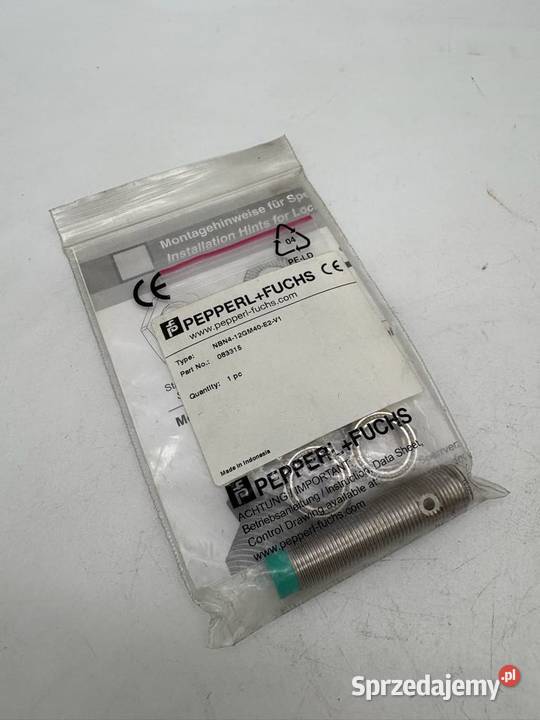 Montagehinweise für Sp
Installation Hints for Loc
04
PE-LD
CE
PEPPERL+FUCHS CE
www.pepperl-fuchs.com
Type: NBN4-12GM40-E2-V1
Part No.: 083315
Quantity: 1 pc
Made in Indonesia
PEPPERL+FUCHS
ACHTUNG/IMPORTANT
Betriebsanleitung / Instruction, Data Sheet,
Control Drawing available at
www.pepperl-fuchs.com
Sprzedajemy.pl